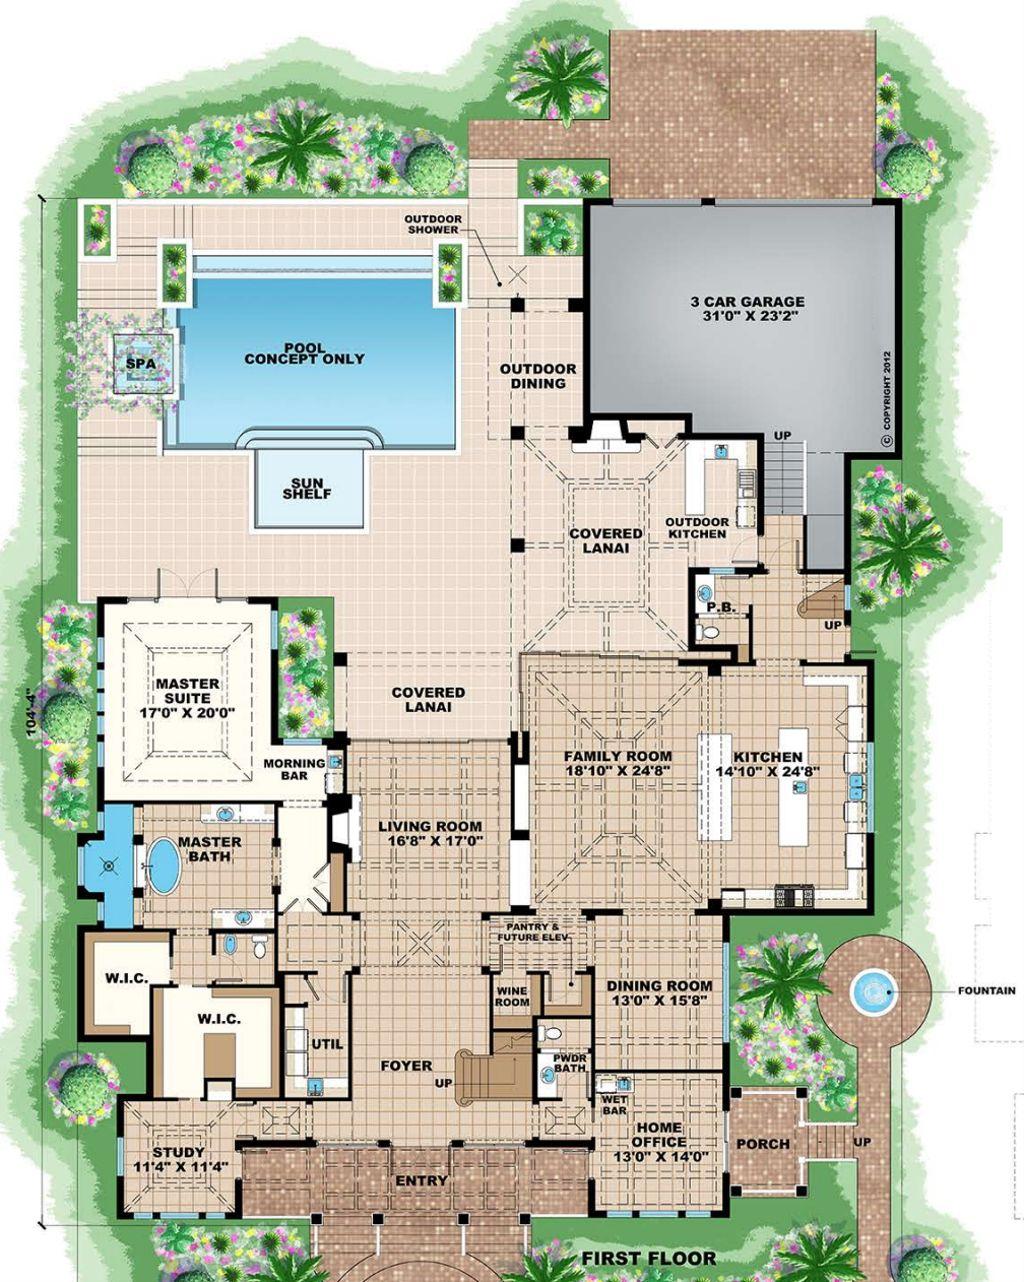 OUTDOOR
SHOWER
3 CAR GARAGE
31'0" X 23'2"
POOL
CONCEPT ONLY
SPA
OUTDOOR
DINING
© COPYRIGHT 2012
UP
SUN
SHELF
COVERED
LANAI
OUTDOOR
KITCHEN
P.B.
UP
MASTER
SUITE
17'0" X 20'0"
COVERED
LANAI
104'-4"
MORNING
BAR
FAMILY ROOM
18'10" X 24'8"
KITCHEN
14'10" X 24'8"
LIVING ROOM
16'8" X 17'0"
MASTER
BATH
PANTRY &
FUTURE ELEV.
W.I.C.
WINE
ROOM
DINING ROOM
13'0" X 15'8"
FOUNTAIN
W.I.C.
UTIL
FOYER
UP
PWDR
BATH
WET
BAR
HOME
OFFICE
13'0" X 14'0"
PORCH
UP
STUDY
11'4" X 11'4"
ENTRY
FIRST FLOOR